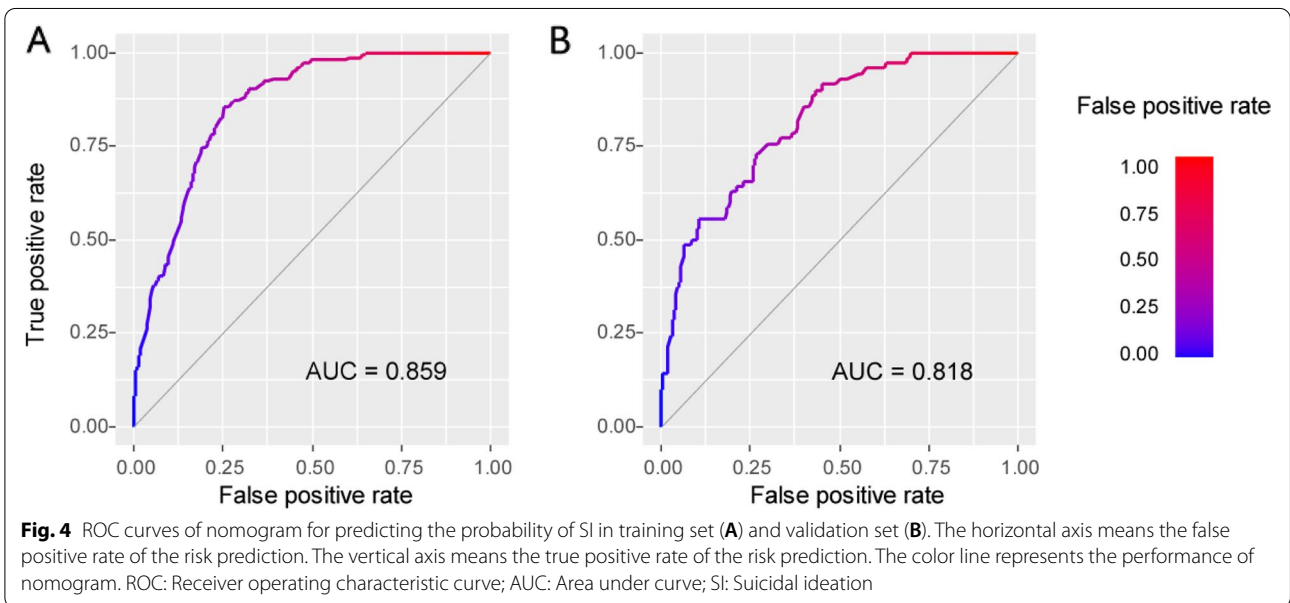 A
B
1.00
0.75
0.50
0.25
0.00
True positive rate
AUC = 0.859
0.00 0.25 0.50 0.75 1.00
False positive rate
1.00
0.75
0.50
0.25
0.00
AUC = 0.818
0.00 0.25 0.50 0.75 1.00
False positive rate
False positive rate
1.00
0.75
0.50
0.25
0.00
Fig. 4 ROC curves of nomogram for predicting the probability of SI in training set (A) and validation set (B). The horizontal axis means the false
positive rate of the risk prediction. The vertical axis means the true positive rate of the risk prediction. The color line represents the performance of
nomogram. ROC: Receiver operating characteristic curve; AUC: Area under curve; SI: Suicidal ideation